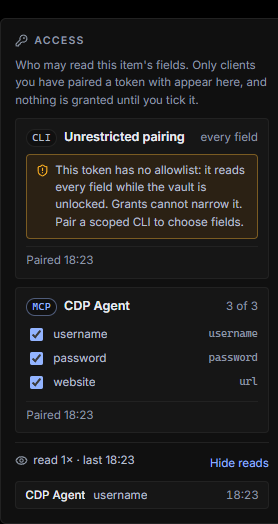 ACCESS
Who may read this item's fields. Only clients
you have paired a token with appear here, and
nothing is granted until you tick it.
CLI Unrestricted pairing every field
This token has no allowlist: it reads
every field while the vault is
unlocked. Grants cannot narrow it.
Pair a scoped CLI to choose fields.
Paired 18:23
MCP CDP Agent 3 of 3
username username
password password
website url
Paired 18:23
read 1× · last 18:23 Hide reads
CDP Agent username 18:23